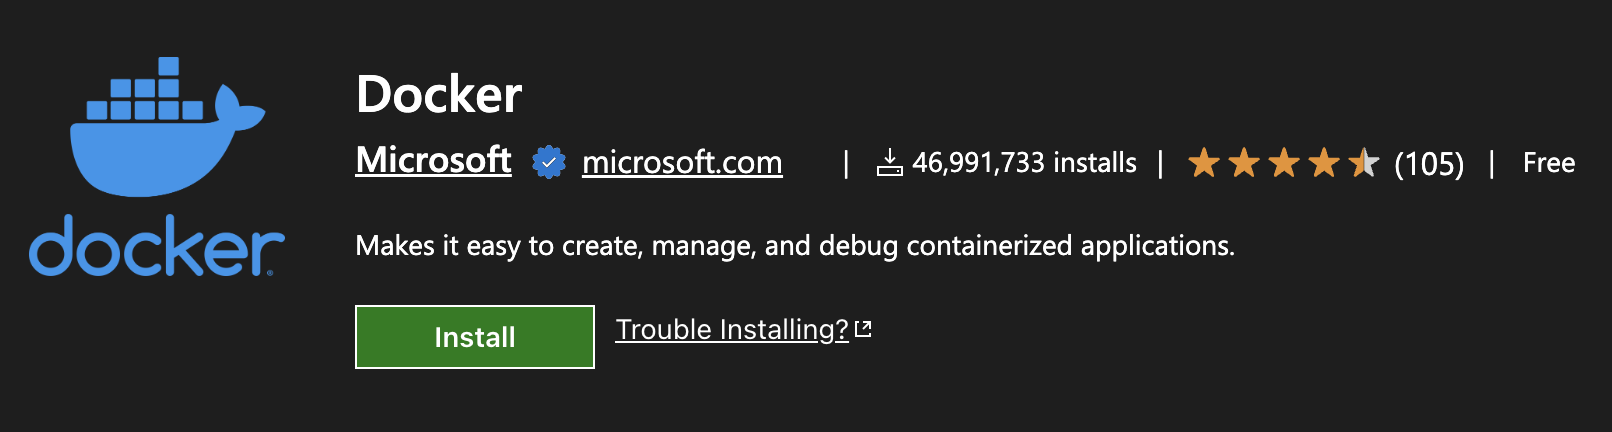 docker
Docker
Microsoft microsoft.com | 46,991,733 installs | (105) | Free
Makes it easy to create, manage, and debug containerized applications.
Install Trouble Installing?